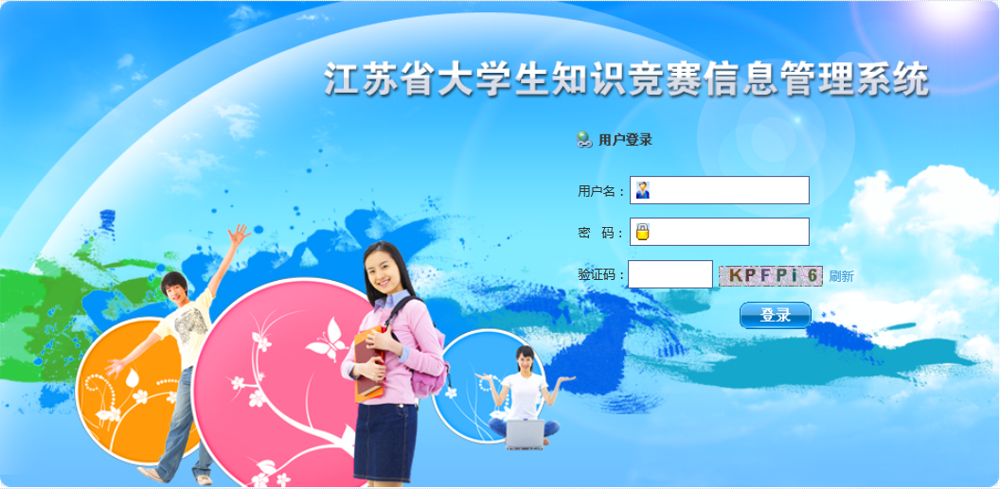 江苏省大学生知识竞赛信息管理系统
用户登录
用户名：
密 码：
验证码： KPFPi6 刷新
登录